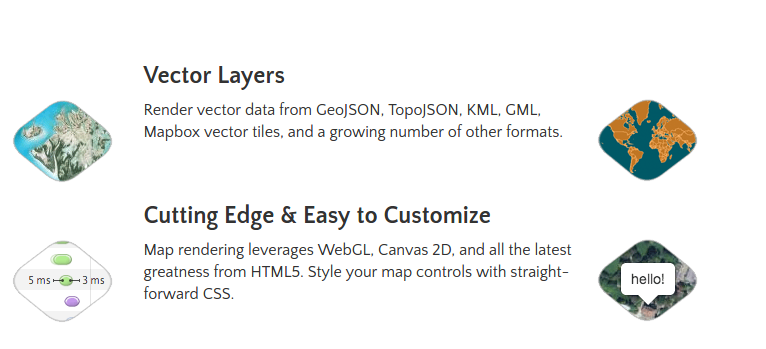 Vector Layers
Render vector data from GeoJSON, TopoJSON, KML, GML,
Mapbox vector tiles, and a growing number of other formats.
Cutting Edge & Easy to Customize
Map rendering leverages WebGL, Canvas 2D, and all the latest
greatness from HTML5. Style your map controls with straight-
forward CSS.
5 ms 3 ms
hello!